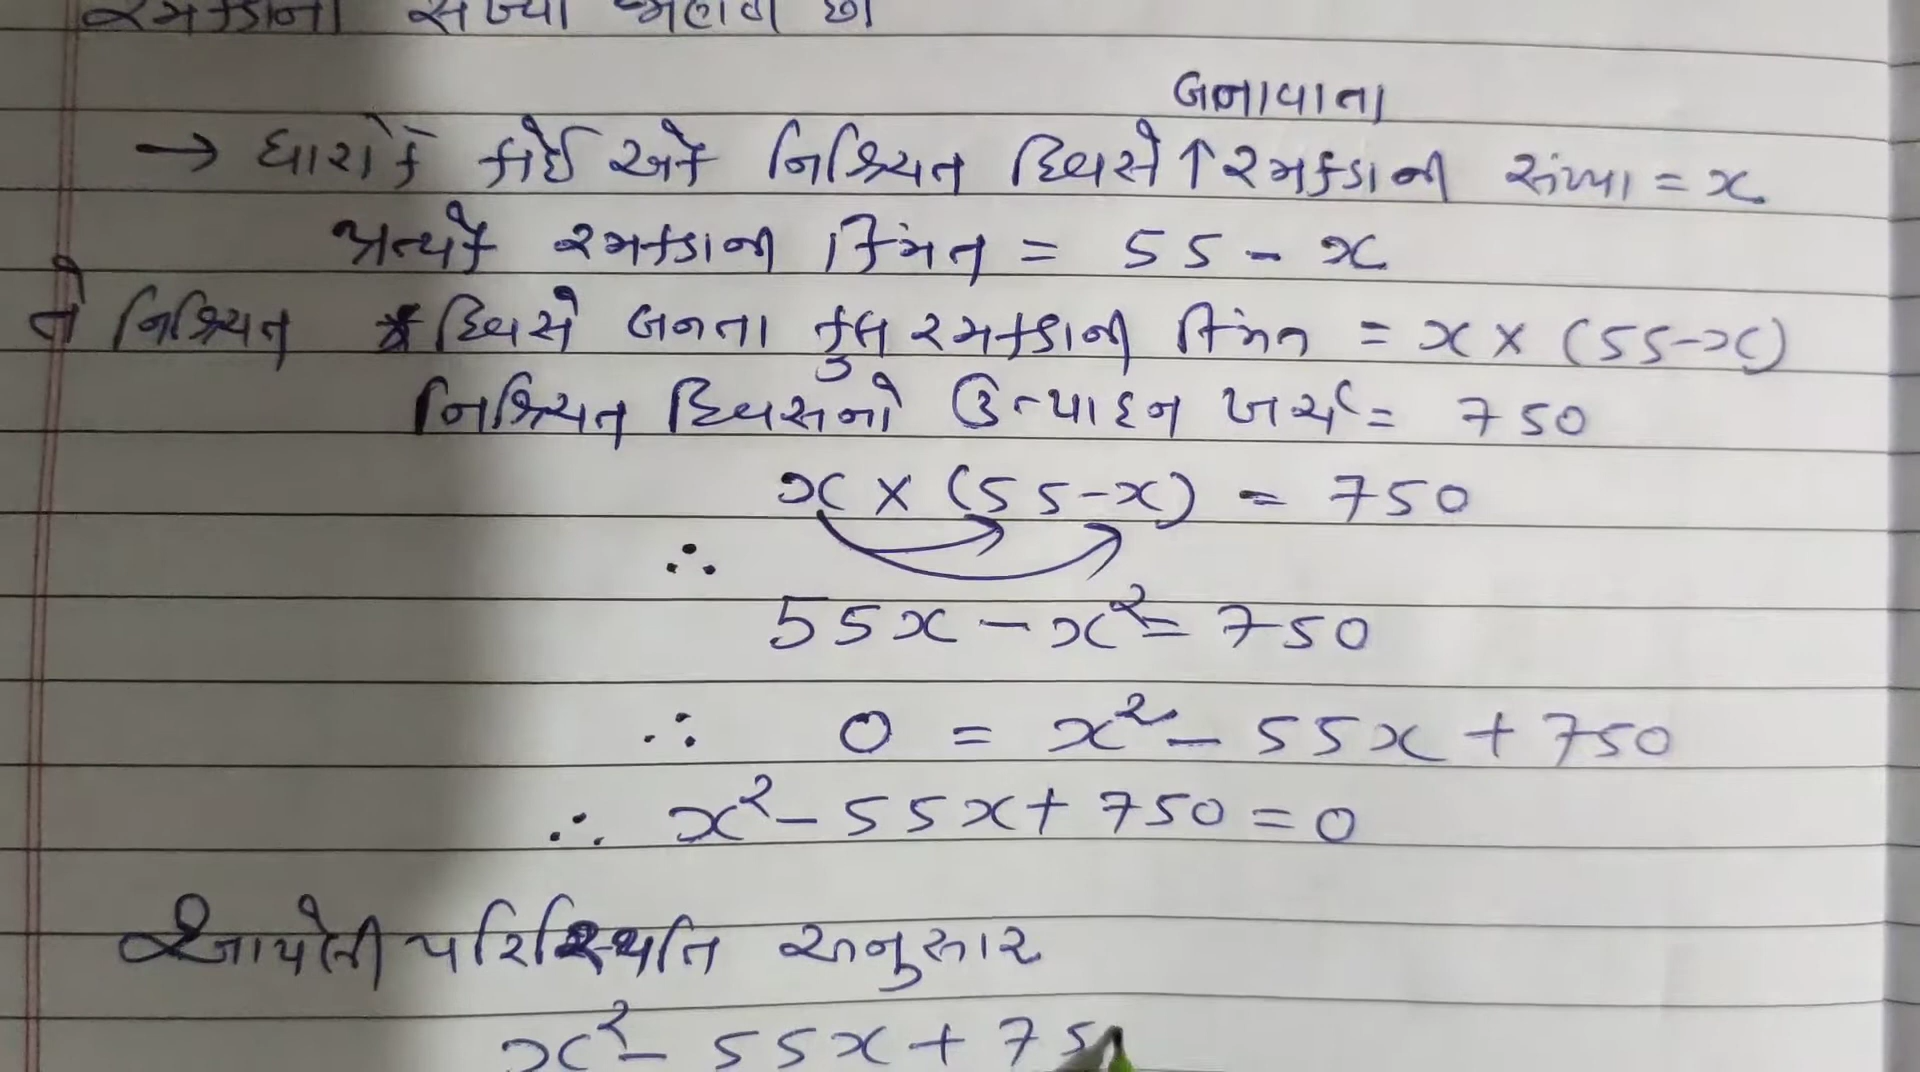 રમકડાની સંખ્યા
બનાવાતા
→ ધારોકે કોઈ એક નિશ્ચિત દિવસે ↑ રમકડાની સંખ્યા = x
પ્રત્યેક રમકડાની કિંમત = 55 - x
તે નિશ્ચિત દિવસે બનતા કુલ રમકડાની કિંમત = x × (55-x)
નિશ્ચિત દિવસનો ઉત્પાદન ખર્ચ = 750
x × (55-x) = 750
∴
55x - x² = 750
∴ 0 = x² - 55x + 750
∴ x² - 55x + 750 = 0
આપેલી પરિસ્થિતિ અનુસાર
x² - 55x + 75